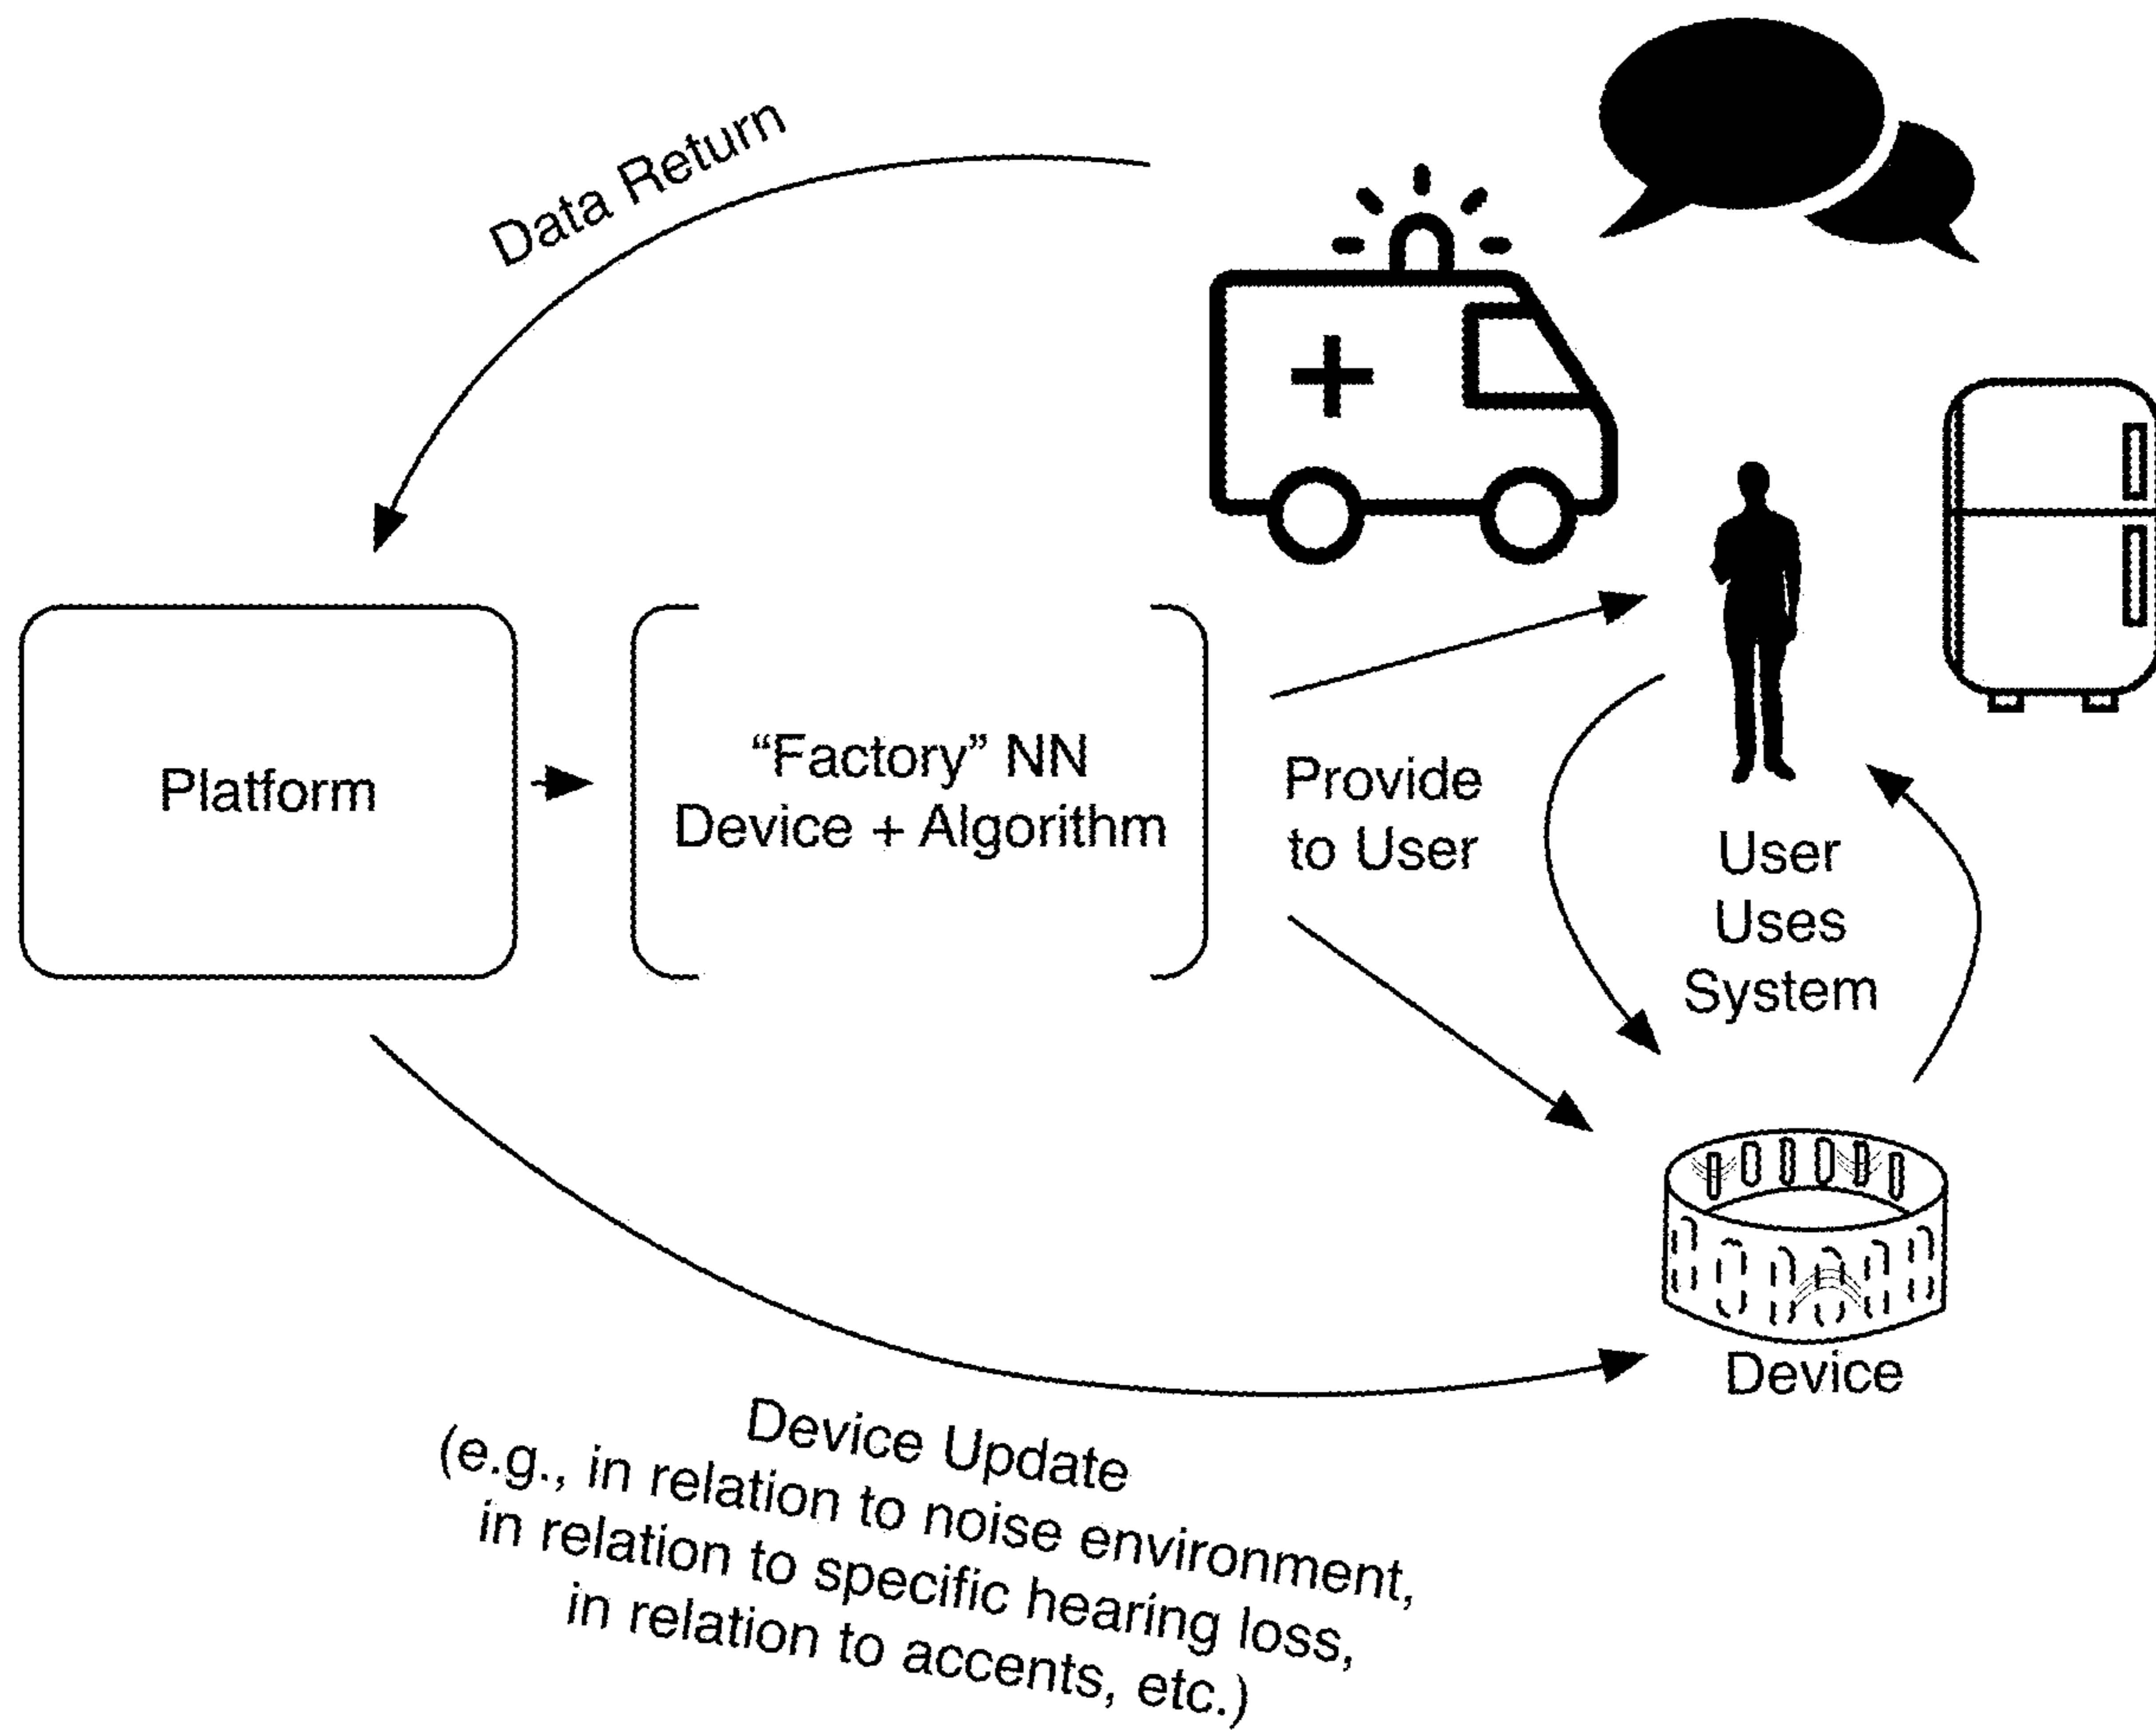 Data Return
Platform
“Factory” NN
Device + Algorithm
Provide
to User
User
Uses
System
Device
Device Update
(e.g., in relation to noise environment,
in relation to specific hearing loss,
in relation to accents, etc.)